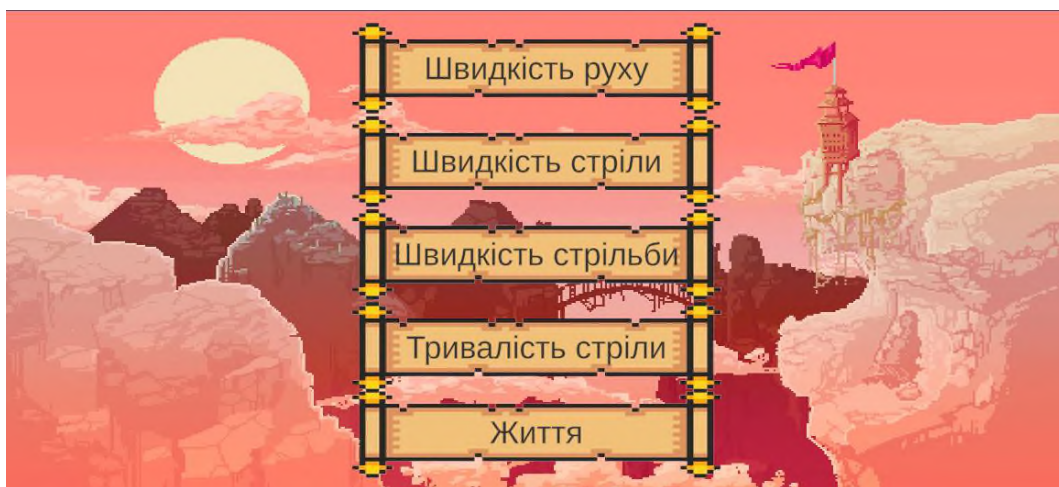 Швидкість руху
Швидкість стріли
Швидкість стрільби
Тривалість стріли
Життя